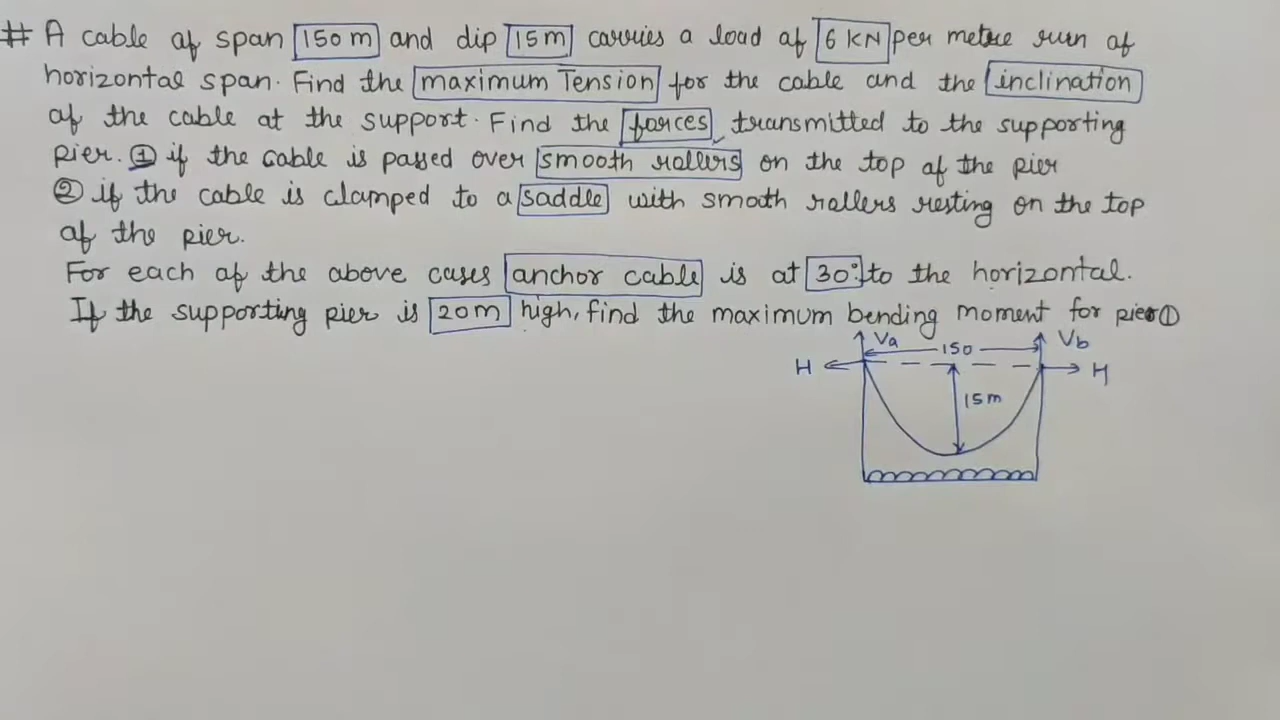 # A cable of span 150 m and dip 15 m carries a load of 6 KN per metre run of
horizontal span. Find the maximum Tension for the cable and the inclination
of the cable at the support. Find the forces transmitted to the supporting
pier. ① if the cable is passed over smooth rollers on the top of the pier
② if the cable is clamped to a saddle with smooth rollers resting on the top
of the pier.
For each of the above cases anchor cable is at 30° to the horizontal.
If the supporting pier is 20m high, find the maximum bending moment for pier ①
Va 150 Vb
H H
15m